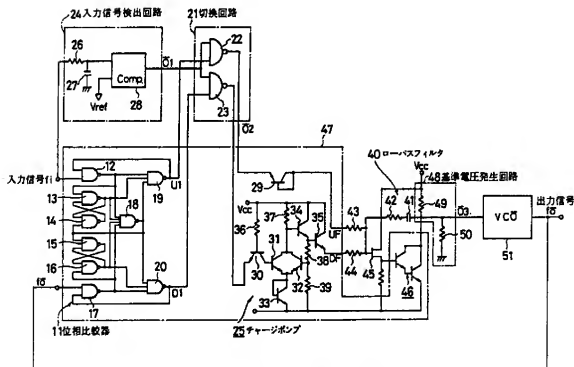 24入力信号検出回路
21切換回路
26
27
Comp.
28
Vref
O1
22
23
O2
47
入力信号fi
12
13
14
15
16
17
18
19
20
U1
D1
fo
11位相比較器
29
Vcc
36
37
34
35
31
30
32
33
38
39
UF
DF
25チャージポンプ
40ローパスフィルタ
Vcc
48基準電圧発生回路
43
44
42
41
45
46
49
50
O3
VCO
51
出力信号
fo